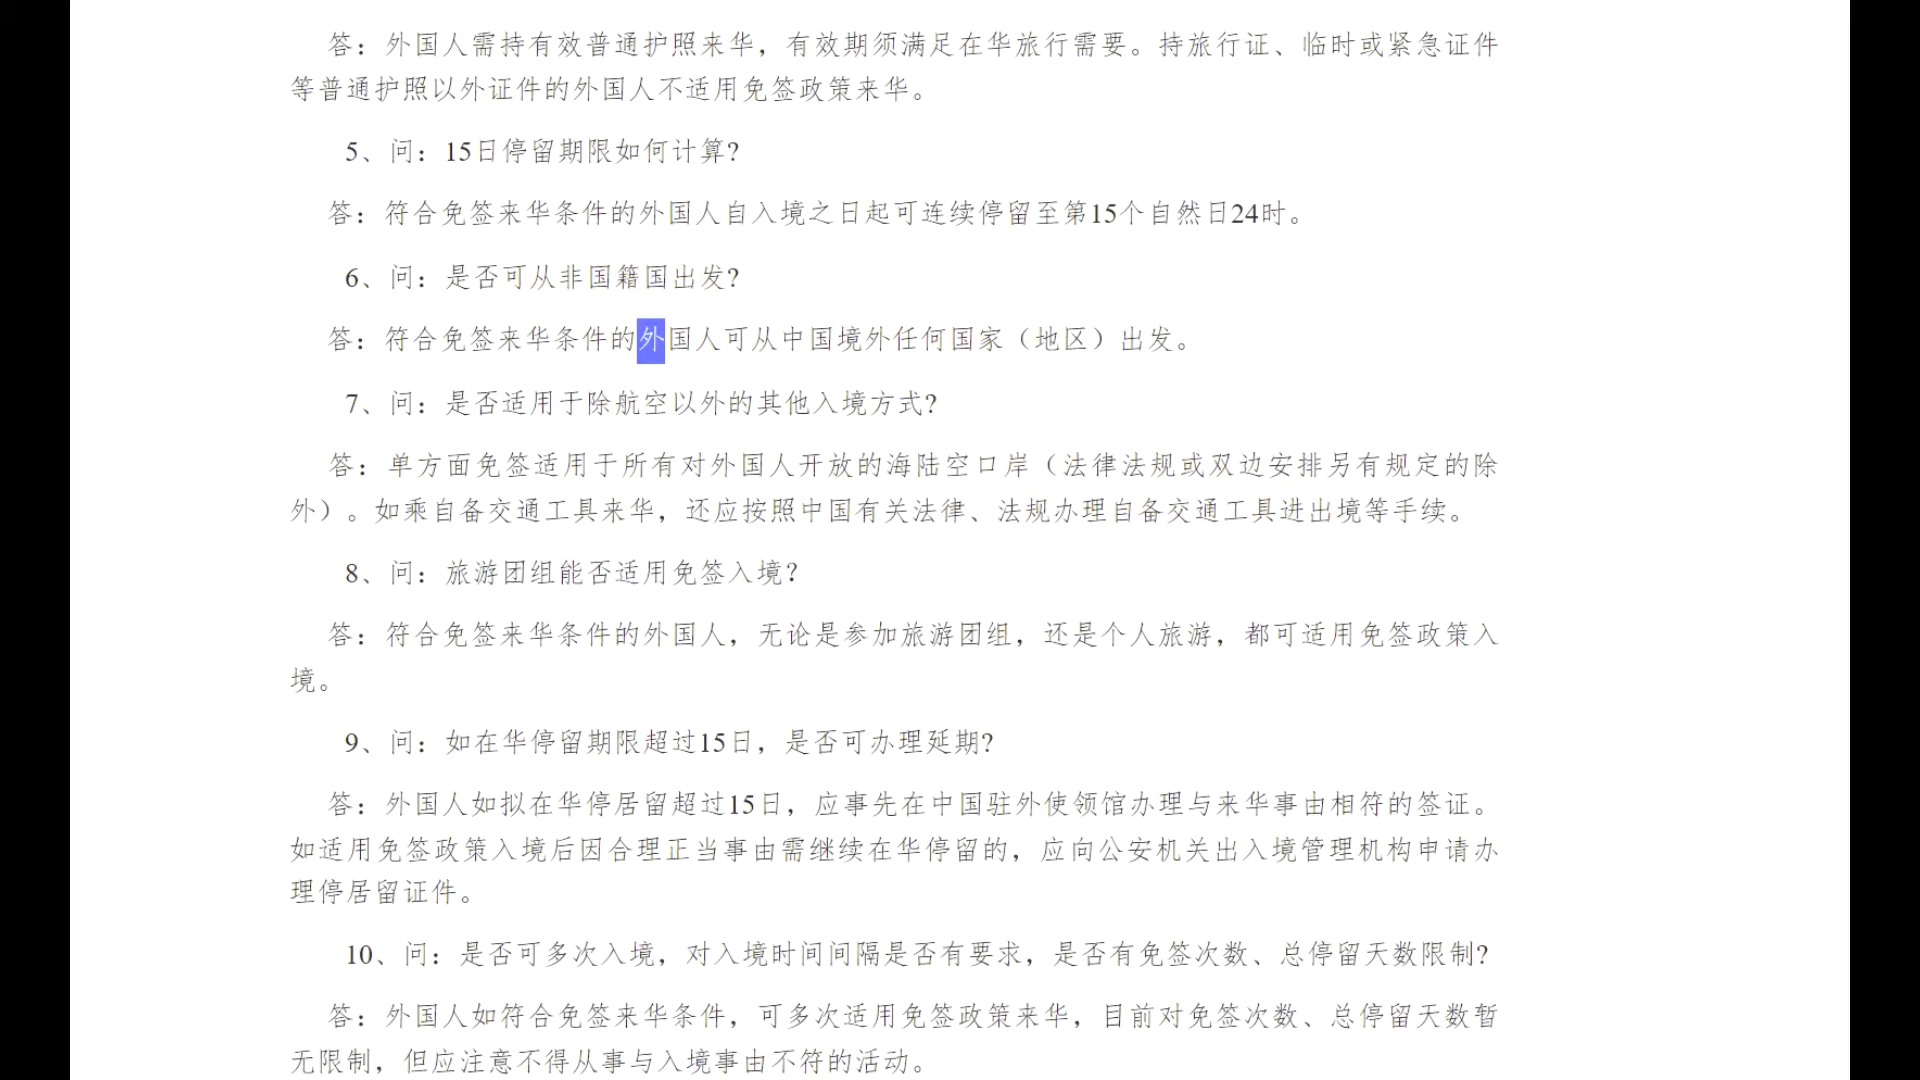 答：外国人需持有效普通护照来华，有效期须满足在华旅行需要。持旅行证、临时或紧急证件
等普通护照以外证件的外国人不适用免签政策来华。
5、问：15日停留期限如何计算?
答：符合免签来华条件的外国人自入境之日起可连续停留至第15个自然日24时。
6、问：是否可从非国籍国出发?
答：符合免签来华条件的外国人可从中国境外任何国家（地区）出发。
7、问：是否适用于除航空以外的其他入境方式?
答：单方面免签适用于所有对外国人开放的海陆空口岸（法律法规或双边安排另有规定的除
外）。如乘自备交通工具来华，还应按照中国有关法律、法规办理自备交通工具进出境等手续。
8、问：旅游团组能否适用免签入境?
答：符合免签来华条件的外国人，无论是参加旅游团组，还是个人旅游，都可适用免签政策入
境。
9、问：如在华停留期限超过15日，是否可办理延期?
答：外国人如拟在华停居留超过15日，应事先在中国驻外使领馆办理与来华事由相符的签证。
如适用免签政策入境后因合理正当事由需继续在华停留的，应向公安机关出入境管理机构申请办
理停居留证件。
10、问：是否可多次入境，对入境时间间隔是否有要求，是否有免签次数、总停留天数限制?
答：外国人如符合免签来华条件，可多次适用免签政策来华，目前对免签次数、总停留天数暂
无限制，但应注意不得从事与入境事由不符的活动。